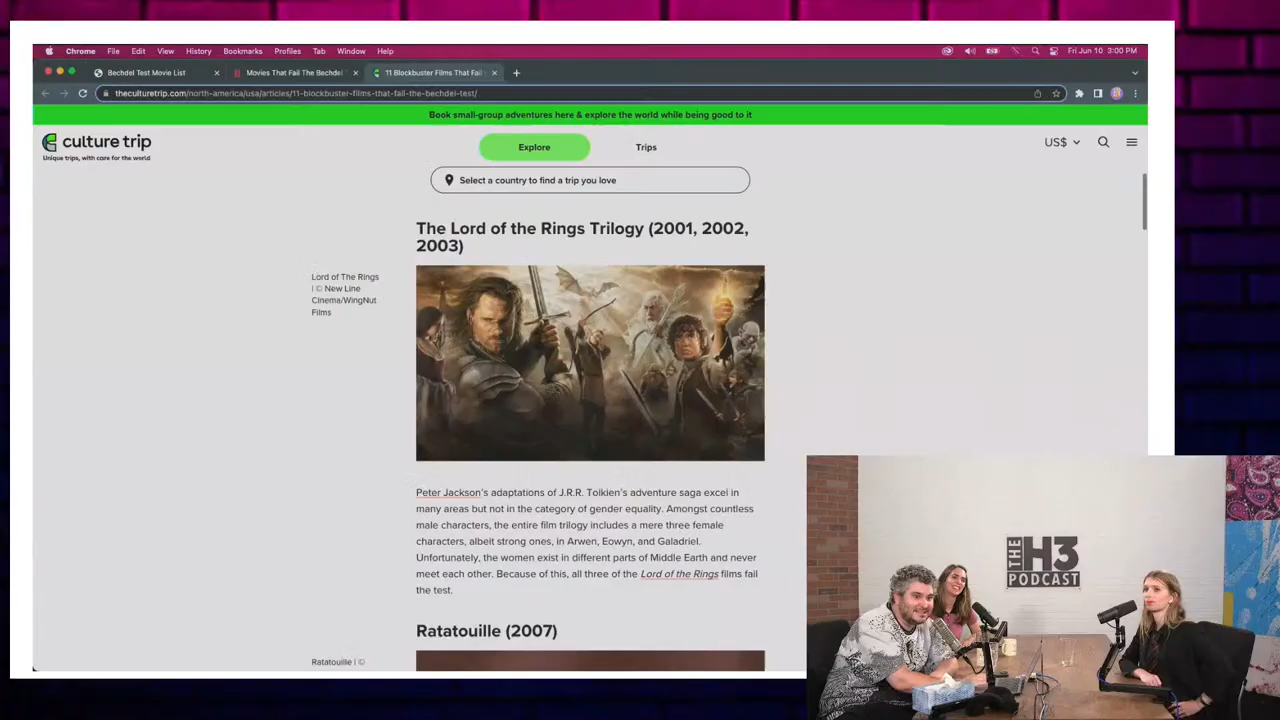 Chrome File Edit View History Bookmarks Profiles Tab Window Help Fri Jun 10 3:00 PM
Bechdel Test Movie List Movies That Fail The Bechdel 11 Blockbuster Films That Fail
theculturetrip.com/north-america/usa/articles/11-blockbuster-films-that-fail-the-bechdel-test/
Book small-group adventures here & explore the world while being good to it
culture trip
Unique trips, with care for the world
Explore Trips US$
Select a country to find a trip you love
The Lord of the Rings Trilogy (2001, 2002,
2003)
Lord of The Rings
| © New Line
Cinema/WingNut
Films
Peter Jackson's adaptations of J.R.R. Tolkien's adventure saga excel in
many areas but not in the category of gender equality. Amongst countless
male characters, the entire film trilogy includes a mere three female
characters, albeit strong ones, in Arwen, Eowyn, and Galadriel.
Unfortunately, the women exist in different parts of Middle Earth and never
meet each other. Because of this, all three of the Lord of the Rings films fail
the test.
Ratatouille (2007)
Ratatouille | ©
THE H3
PODCAST